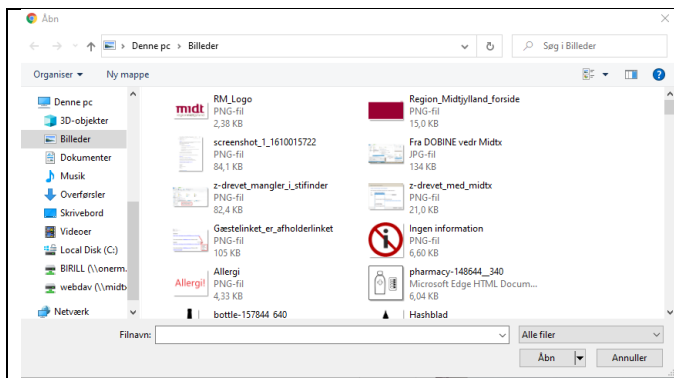 Åbn
Denne pc > Billeder
Søg i Billeder
Organiser
Ny mappe
Denne pc
3D-objekter
Billeder
Dokumenter
Musik
Overførsler
Skrivebord
Videoer
Local Disk (C:)
BIRILL (\\onerm.
webdav (\\midtb
Netværk
midt
RM_Logo
PNG-fil
2,38 KB
Region_Midtjylland_forside
PNG-fil
15,0 KB
screenshot_1_1610015722
PNG-fil
84,1 KB
Fra DOBINE vedr Midtx
JPG-fil
134 KB
z-drevet_mangler_i_stifinder
PNG-fil
82,4 KB
z-drevet_med_midtx
PNG-fil
21,0 KB
Gæstelinket_er_afholderlinket
PNG-fil
105 KB
Ingen information
PNG-fil
6,60 KB
Allergi!
Allergi
PNG-fil
4,33 KB
pharmacy-148644__340
Microsoft Edge HTML Docum...
6,04 KB
bottle-157844 640
Hashblad
Filnavn:
Alle filer
Åbn
Annuller